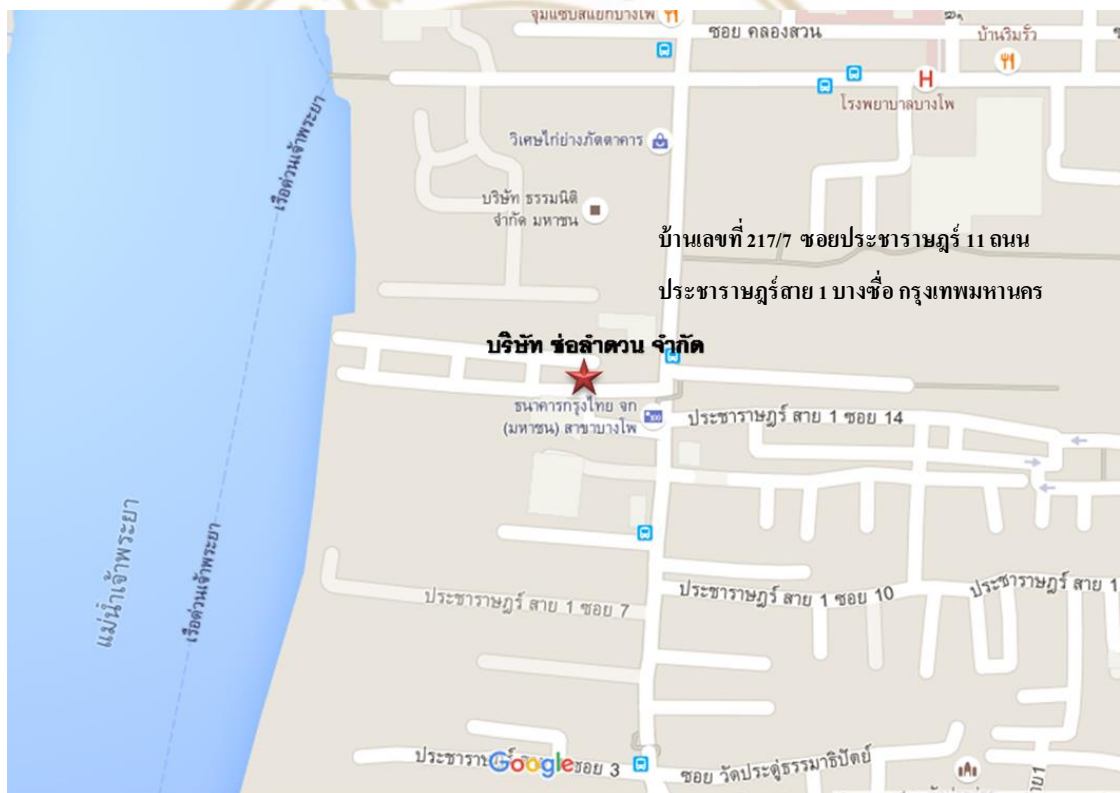 จุ่มแซ่บสแยกบางโพ
ซอย คลองสวน
บ้านริมรั้ว
H
โรงพยาบาลบางโพ
วิเศษไก่ย่างภัตตาคาร
เรือด่วนเจ้าพระยา
บริษัท ธรรมนิติ
จำกัด มหาชน
บ้านเลขที่ 217/7 ซอยประชาราษฎร์ 11 ถนน
ประชาราษฎร์สาย 1 บางซื่อ กรุงเทพมหานคร
บริษัท ช่อลำดวน จำกัด
ธนาคารกรุงไทย จก
(มหาชน) สาขาบางโพ
ประชาราษฎร์ สาย 1 ซอย 14
แม่น้ำเจ้าพระยา
เรือด่วนเจ้าพระยา
ประชาราษฎร์ สาย 1 ซอย 7
ประชาราษฎร์ สาย 1 ซอย 10
ประชาราษฎร์ สาย 1
Google
ซอย 3
ซอย วัดประดู่ธรรมาธิปัตย์